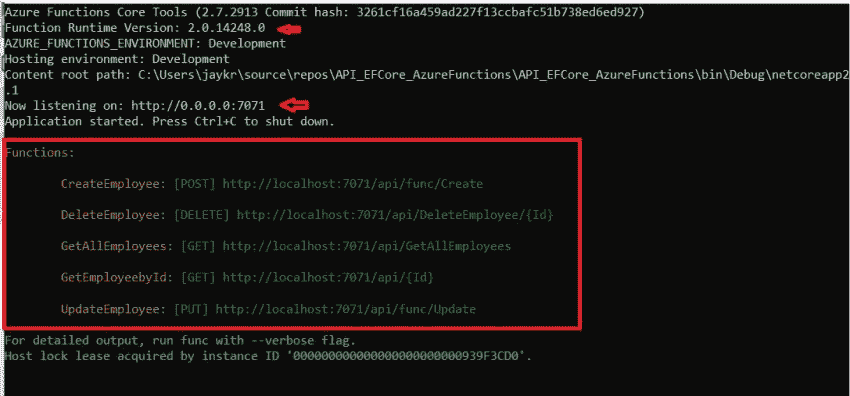 Azure Functions Core Tools (2.7.2913 Commit hash: 3261cf16a459ad227f13ccbafc51b738ed6ed927)
Function Runtime Version: 2.0.14248.0
AZURE_FUNCTIONS_ENVIRONMENT: Development
Hosting environment: Development
Content root path: C:\Users\jaykr\source\repos\API_EFCore_AzureFunctions\API_EFCore_AzureFunctions\bin\Debug\netcoreapp2
.1
Now listening on: http://0.0.0.0:7071
Application started. Press Ctrl+C to shut down.
Functions:
CreateEmployee: [POST] http://localhost:7071/api/func/Create
DeleteEmployee: [DELETE] http://localhost:7071/api/DeleteEmployee/{Id}
GetAllEmployees: [GET] http://localhost:7071/api/GetAllEmployees
GetEmployeebyId: [GET] http://localhost:7071/api/{Id}
UpdateEmployee: [PUT] http://localhost:7071/api/func/Update
For detailed output, run func with --verbose flag.
Host lock lease acquired by instance ID '000000000000000000000000939F3CD0'.